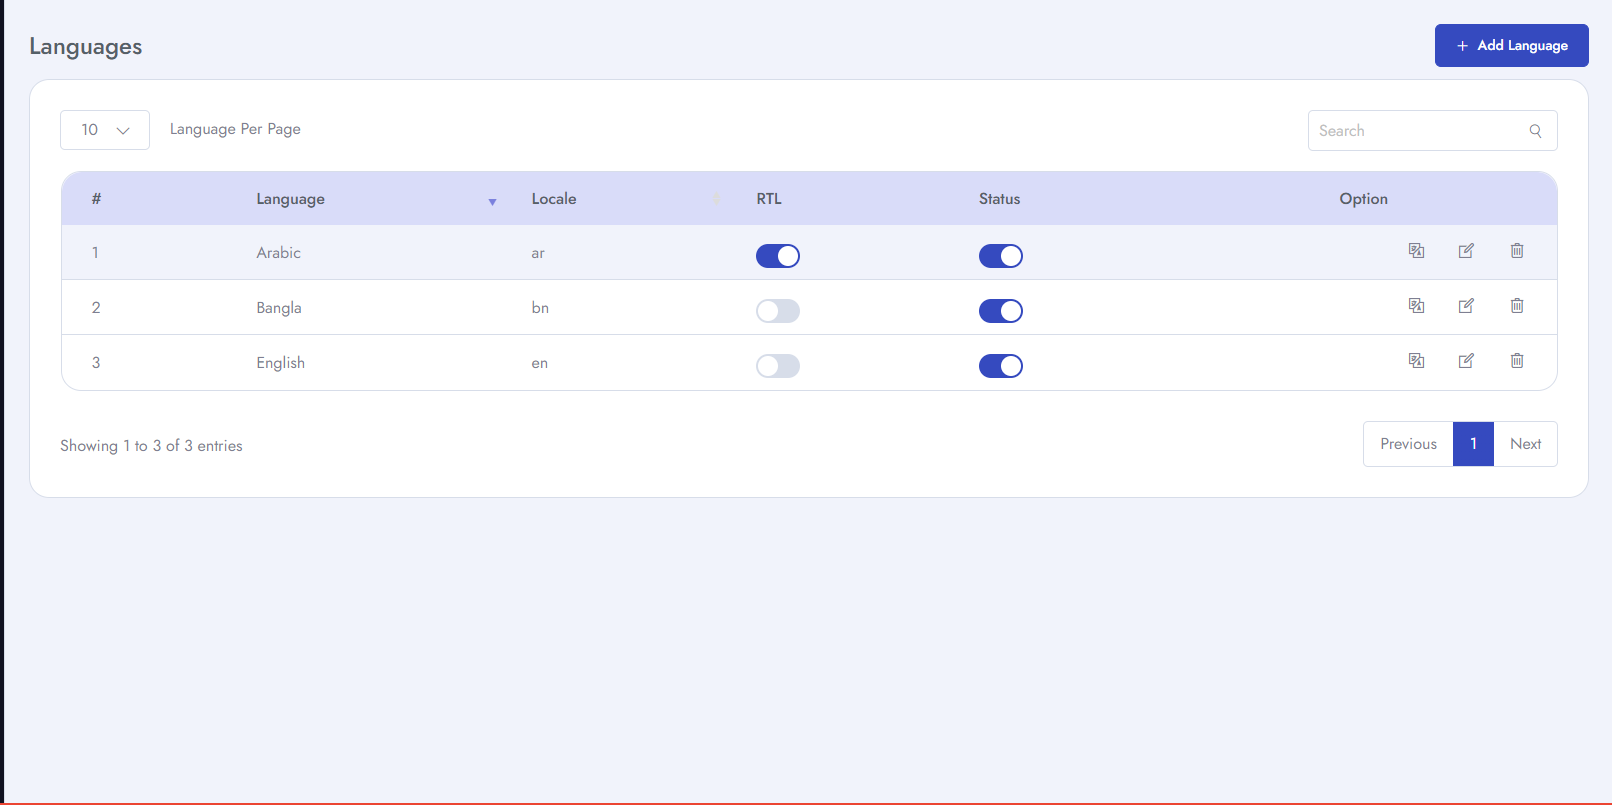 Languages
+ Add Language
10
Language Per Page
Search
# Language Locale RTL Status Option
1 Arabic ar
2 Bangla bn
3 English en
Showing 1 to 3 of 3 entries
Previous 1 Next